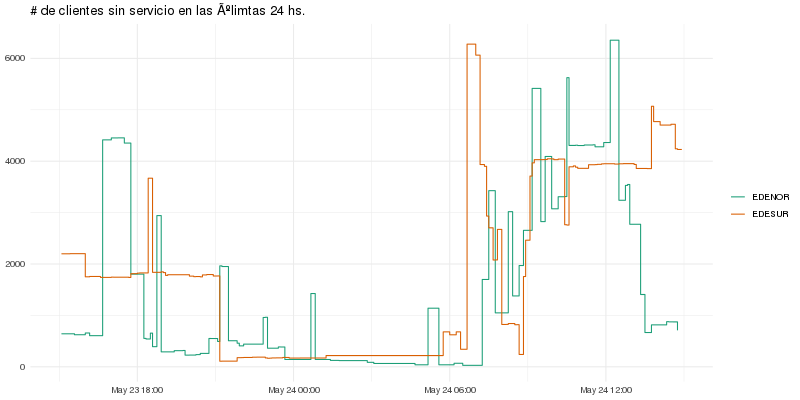 # de clientes sin servicio en las Ãºlimtas 24 hs.
6000
4000
2000
0
May 23 18:00
May 24 00:00
May 24 06:00
May 24 12:00
EDENOR
EDESUR